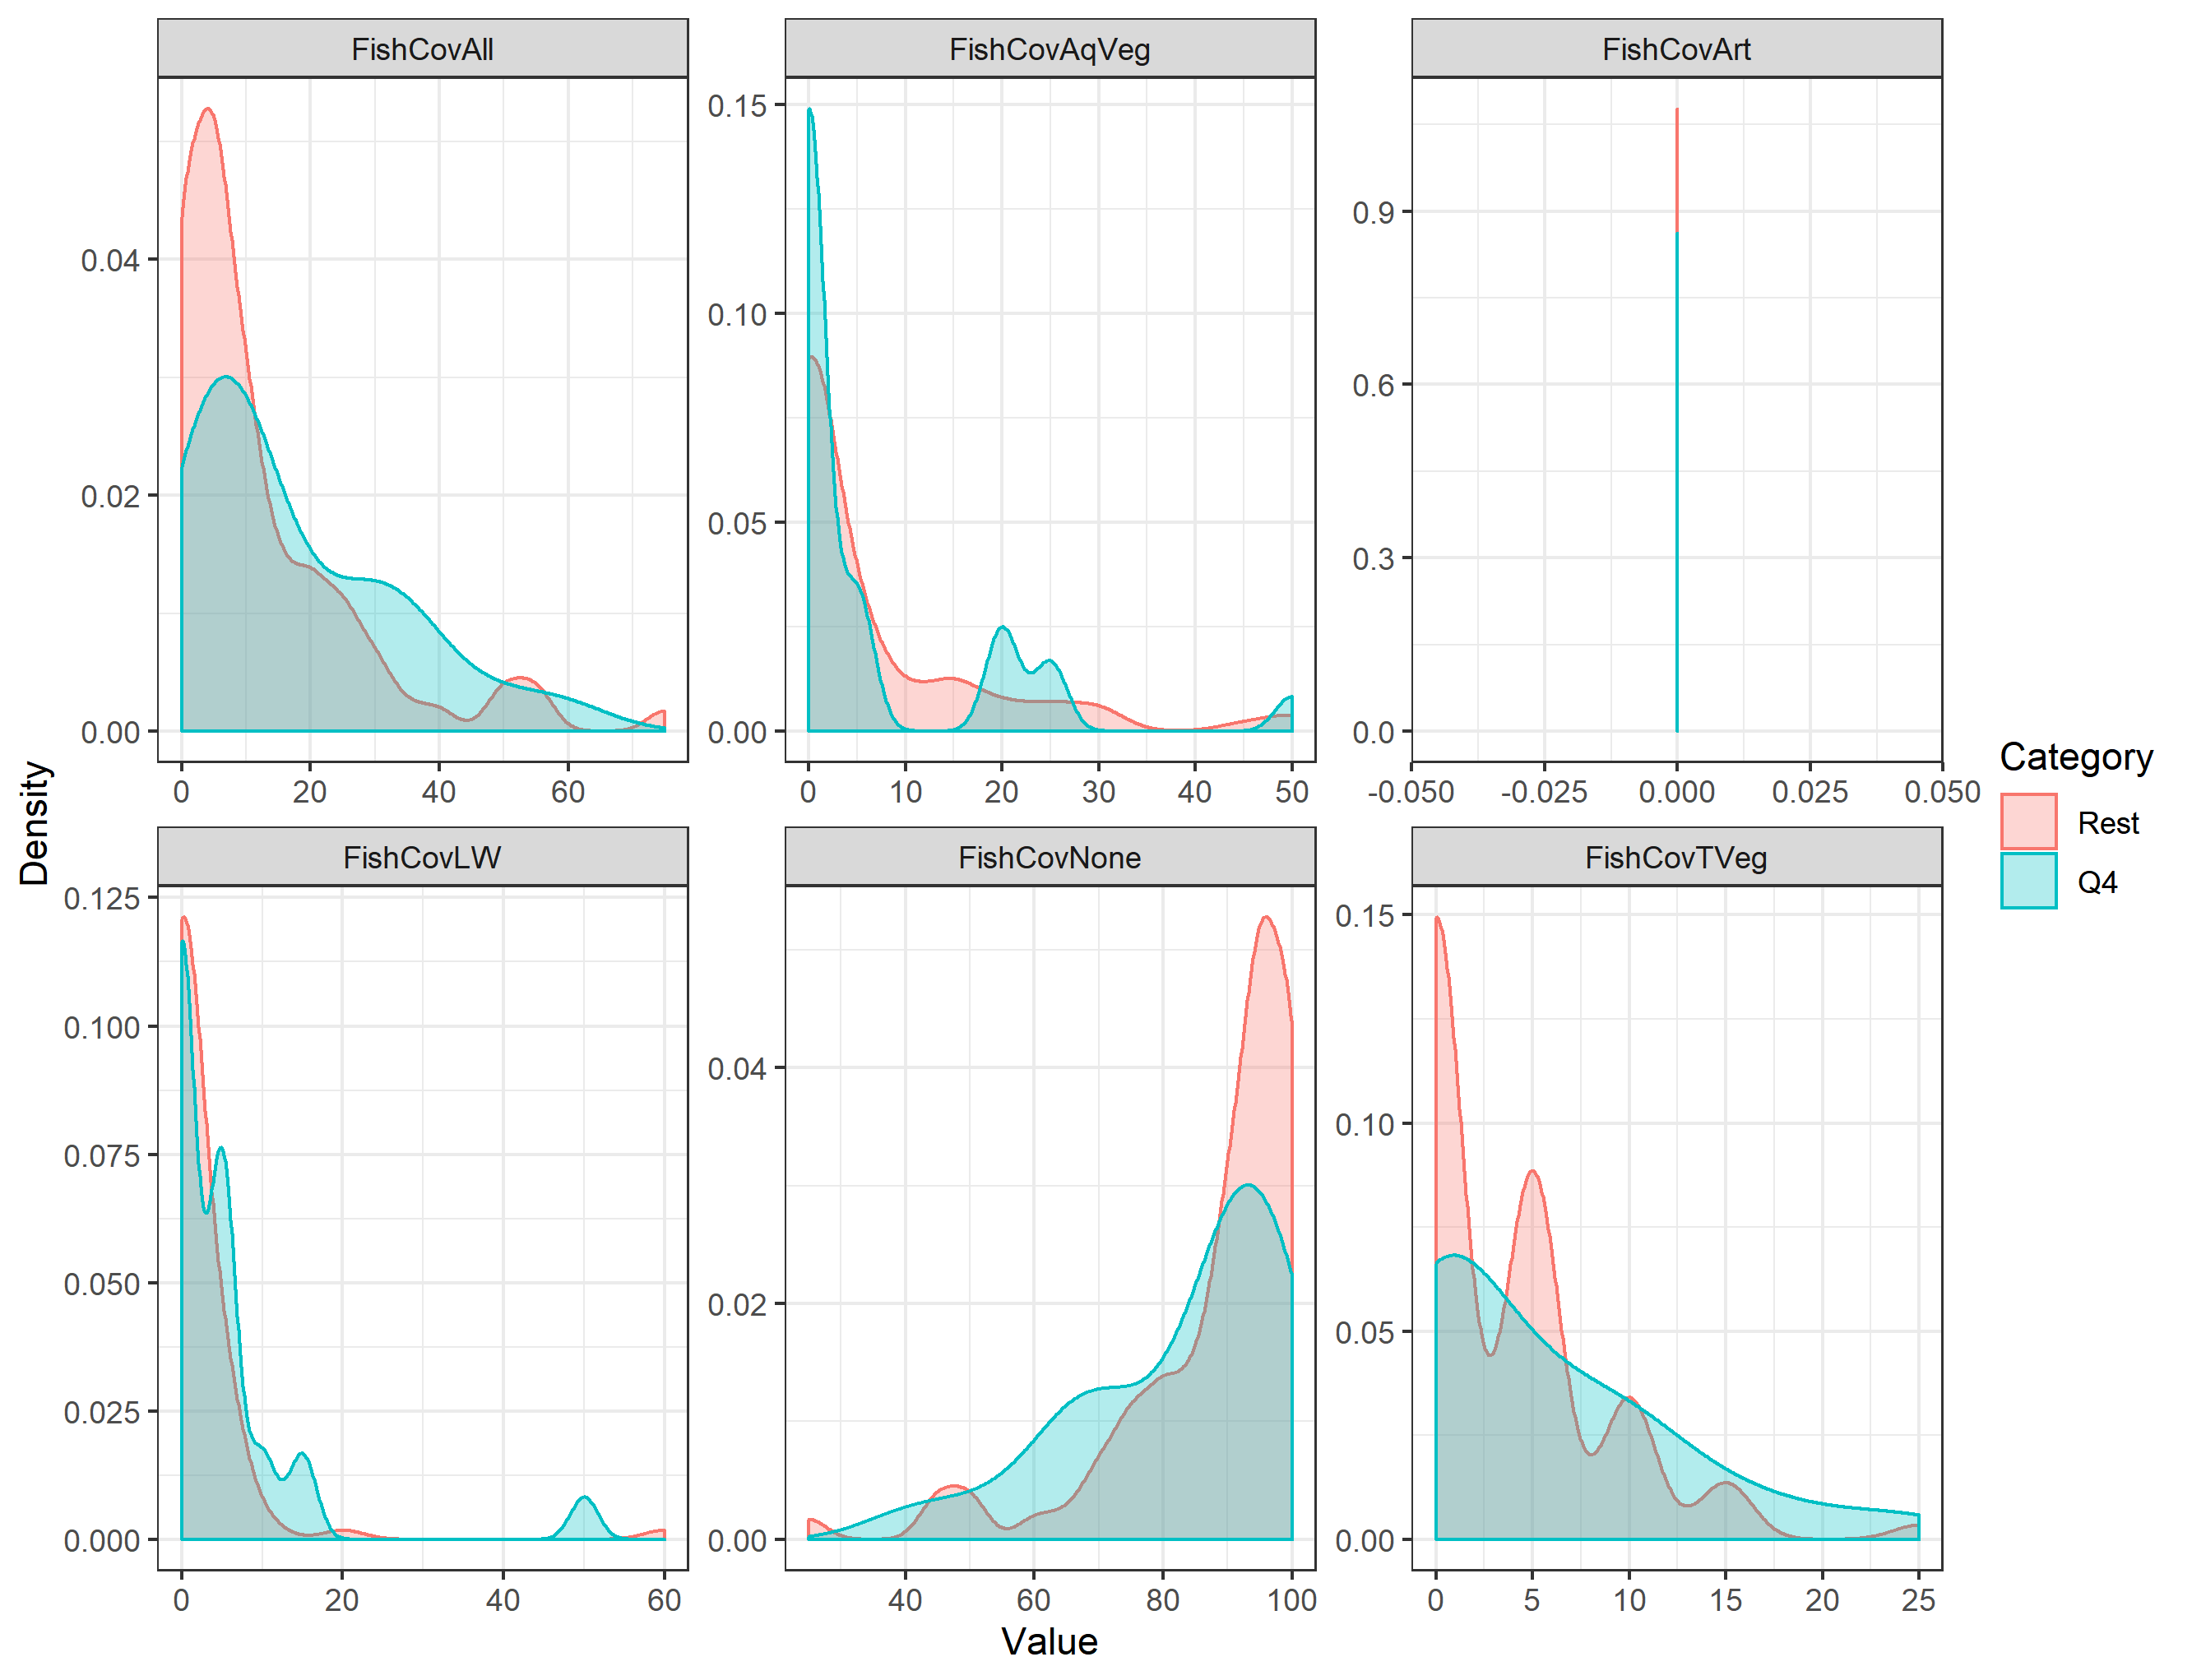 FishCovAll FishCovAqVeg FishCovArt
0.04
0.02
0.00
0 20 40 60
0.15
0.10
0.05
0.00
0 10 20 30 40 50
0.9
0.6
0.3
0.0
-0.050 -0.025 0.000 0.025 0.050
Density
FishCovLW FishCovNone FishCovTVeg
0.125
0.100
0.075
0.050
0.025
0.000
0 20 40 60
0.04
0.02
0.00
40 60 80 100
0.15
0.10
0.05
0.00
0 5 10 15 20 25
Value
Category
Rest
Q4